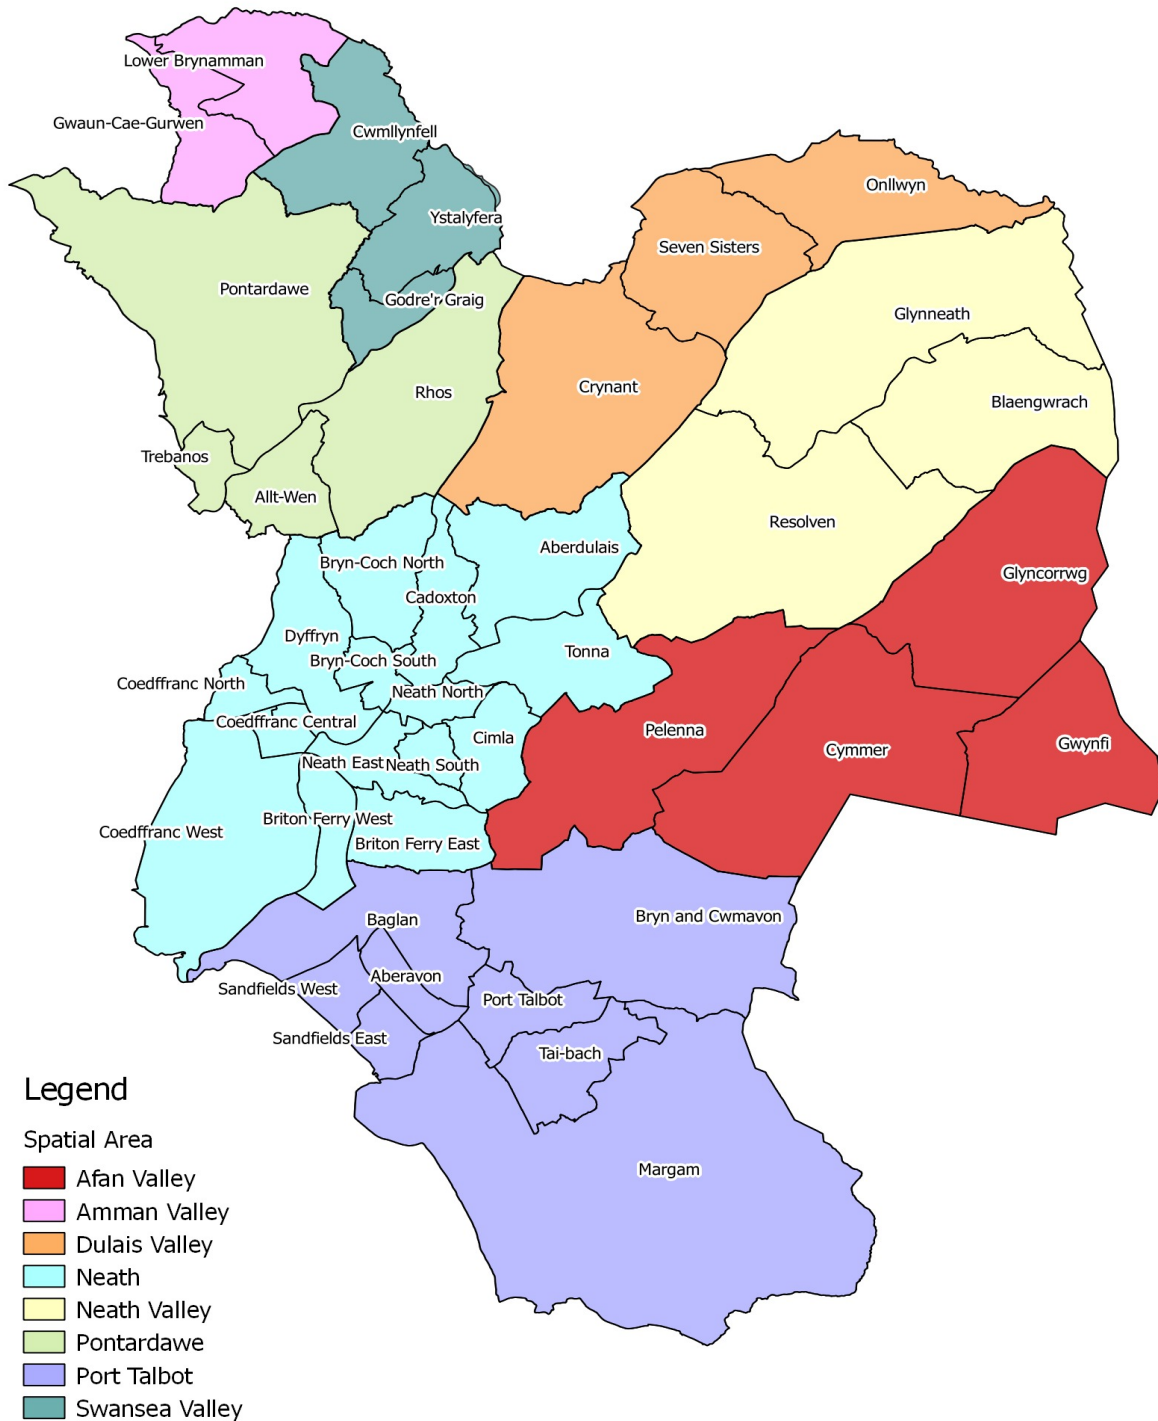 Lower Brynamman
Gwaun-Cae-Gurwen
Cwmllynfell
Onllwyn
Ystalyfera
Seven Sisters
Pontardawe
Godre'r Graig
Glynneath
Crynant
Rhos
Blaengwrach
Trebanos
Allt-Wen
Resolven
Aberdulais
Bryn-Coch North
Glyncorrwg
Cadoxton
Dyffryn
Tonna
Bryn-Coch South
Coedffranc North
Neath North
Coedffranc Central
Pelenna
Cimla
Gwynfi
Cymmer
Neath East
Neath South
Briton Ferry West
Coedffranc West
Briton Ferry East
Baglan
Bryn and Cwmavon
Aberavon
Sandfields West
Port Talbot
Sandfields East
Tai-bach
Margam
Legend
Spatial Area
Afan Valley
Amman Valley
Dulais Valley
Neath
Neath Valley
Pontardawe
Port Talbot
Swansea Valley